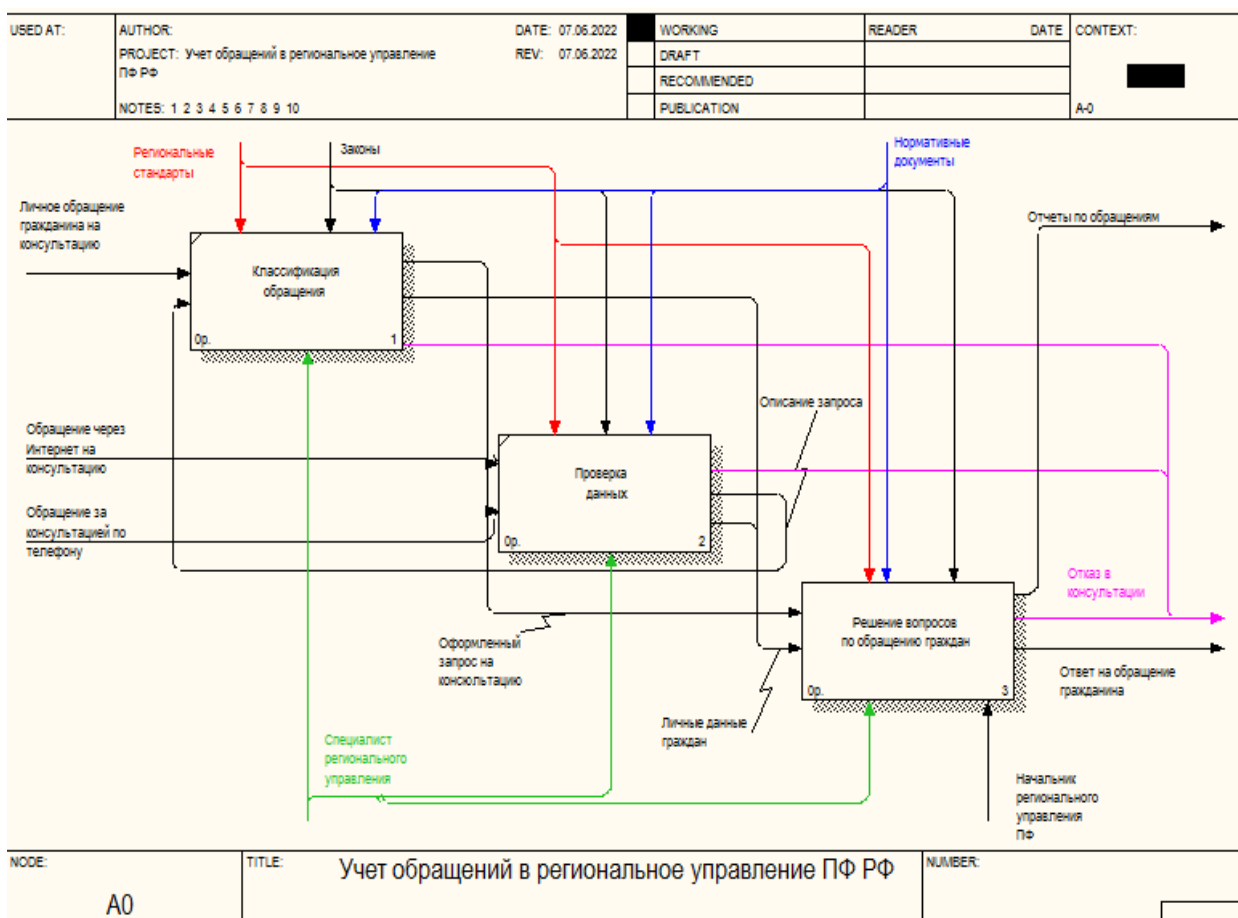 USED AT:
AUTHOR:
DATE: 07.06.2022
PROJECT: Учет обращений в региональное управление
ПФ РФ
REV: 07.06.2022
NOTES: 1 2 3 4 5 6 7 8 9 10
WORKING
DRAFT
RECOMMENDED
PUBLICATION
READER
DATE
CONTEXT:
A-0
Региональные
стандарты
Законы
Нормативные
документы
Личное обращение
гражданина на
консультацию
Отчеты по обращениям
Классификация
обращения
0р.
1
Описание запроса
Обращение через
Интернет на
консультацию
Проверка
данных
0р.
2
Обращение за
консультацией по
телефону
Отказ в
консультации
Решение вопросов
по обращению граждан
0р.
3
Оформленный
запрос на
консюльтацию
Ответ на обращение
гражданина
Личные данные
граждан
Специалист
регионального
управления
Начальник
регионального
управления
ПФ
NODE:
A0
TITLE:
Учет обращений в региональное управление ПФ РФ
NUMBER: